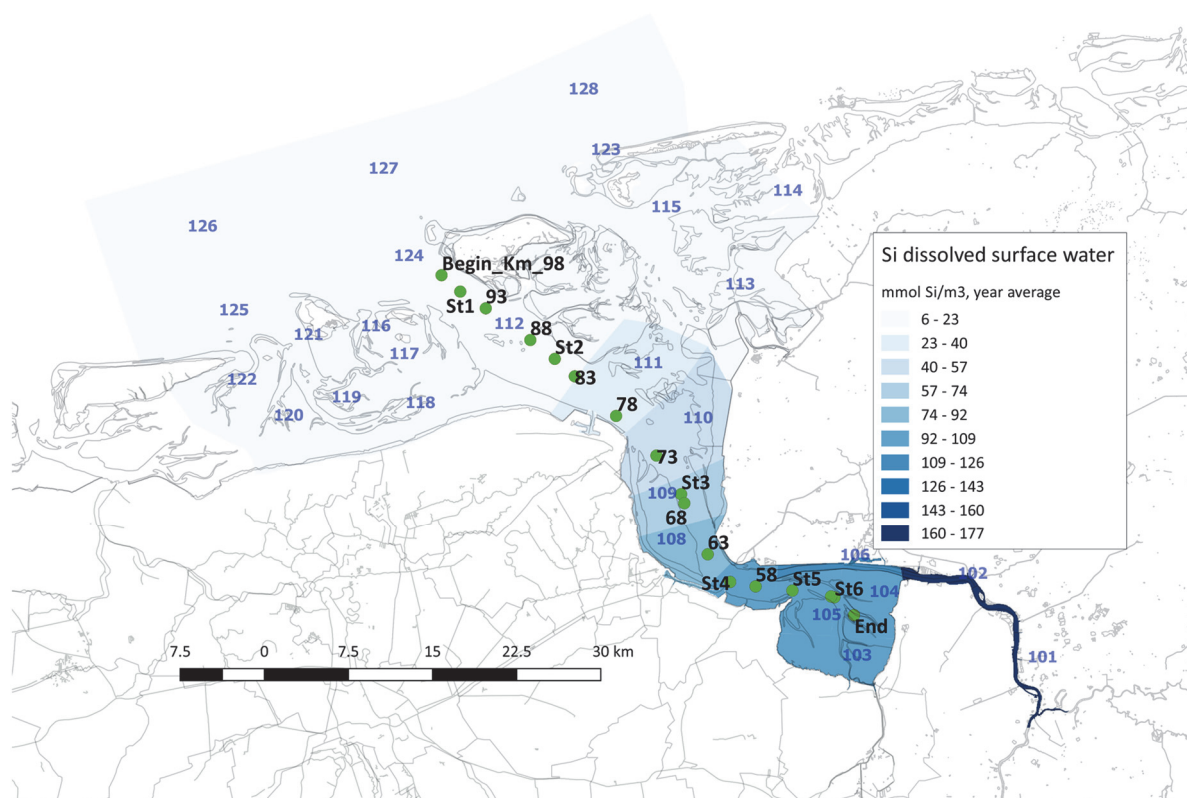 128
123
127
114
115
126
124
Begin_Km_98
113
St1
93
125
112
116
121
88
117
St2
111
122
83
119
118
120
78
110
73
St3
109
68
108
63
106
102
St4
58
St5
St6
104
105
End
103
101
Si dissolved surface water
mmol Si/m3, year average
6 - 23
23 - 40
40 - 57
57 - 74
74 - 92
92 - 109
109 - 126
126 - 143
143 - 160
160 - 177
7.5 0 7.5 15 22.5 30 km